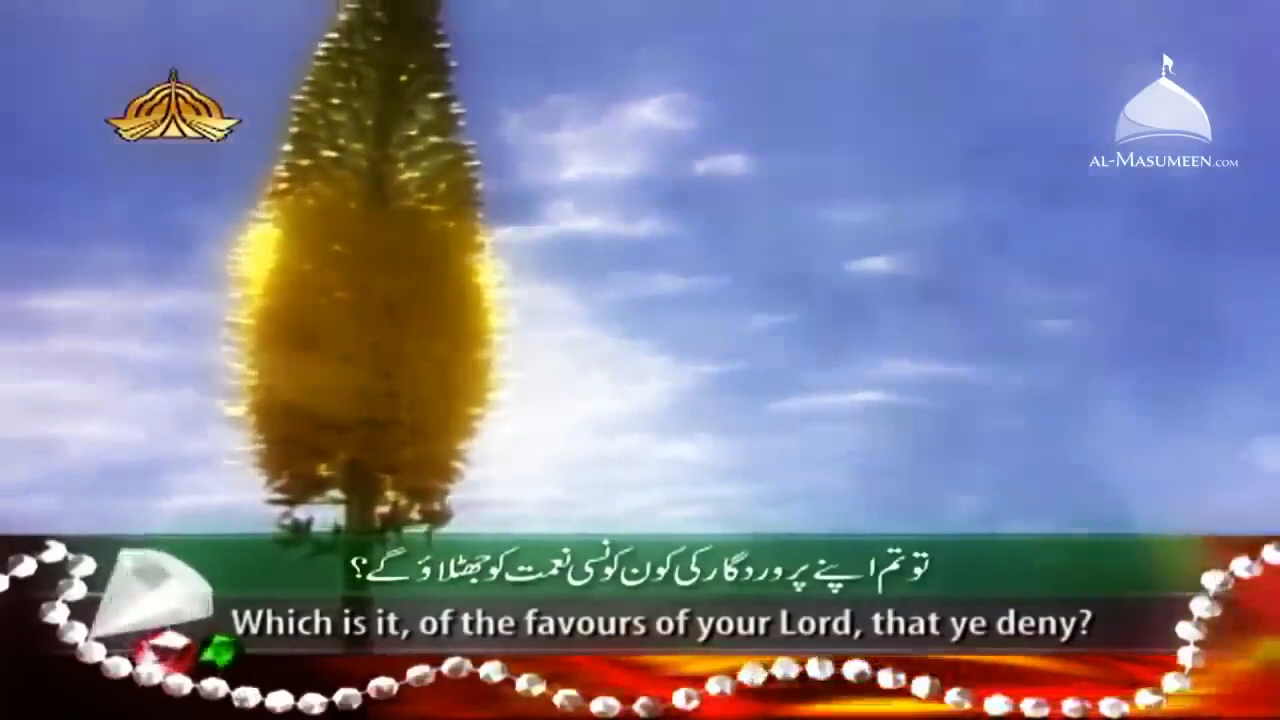 AL-MASUMEEN.COM
تو تم اپنے پروردگار کی کون کونسی نعمت کو جھٹلاؤ گے؟
Which is it, of the favours of your Lord, that ye deny?